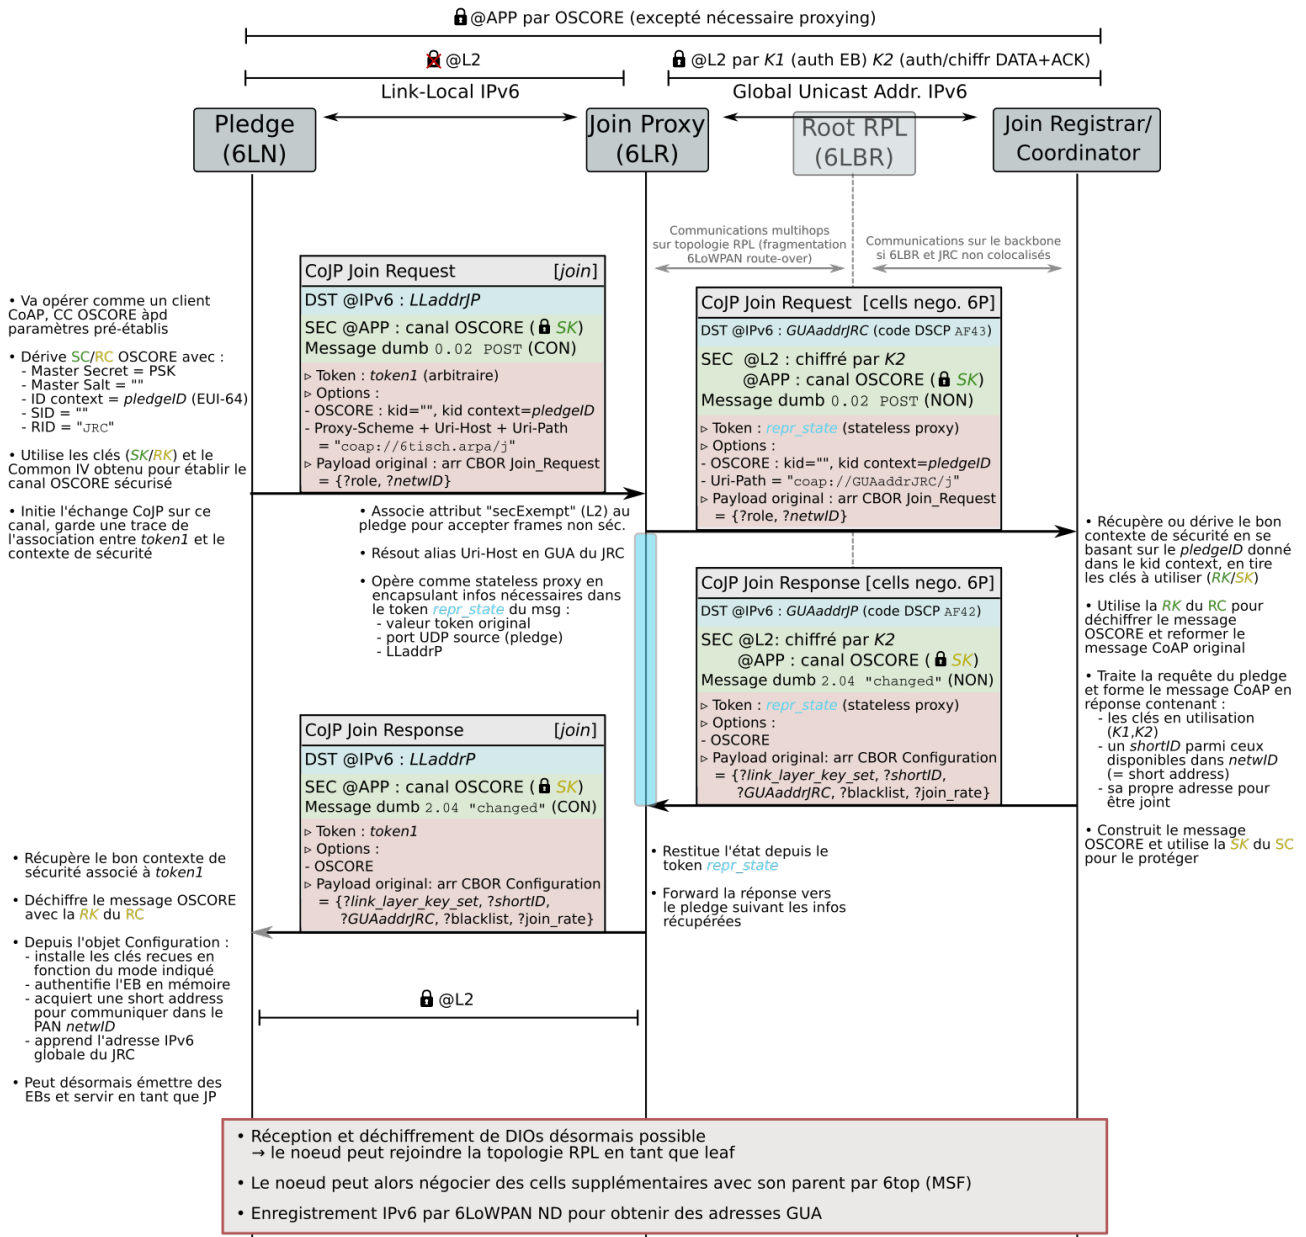 @APP par OSCORE (excepté nécessaire proxying)
@L2
@L2 par K1 (auth EB) K2 (auth/chiffr DATA+ACK)
Link-Local IPv6
Global Unicast Addr. IPv6
Pledge
(6LN)
Join Proxy
(6LR)
Root RPL
(6LBR)
Join Registrar/
Coordinator
Communications multihops
sur topologie RPL (fragmentation
6LoWPAN route-over)
Communications sur le backbone
si 6LBR et JRC non colocalisés
• Va opérer comme un client
CoAP, CC OSCORE àpd
paramètres pré-établis
• Dérive SC/RC OSCORE avec :
- Master Secret = PSK
- Master Salt = ""
- ID context = pledgeID (EUI-64)
- SID = ""
- RID = "JRC"
• Utilise les clés (SK/RK) et le
Common IV obtenu pour établir le
canal OSCORE sécurisé
• Initie l'échange CoJP sur ce
canal, garde une trace de
l'association entre token1 et le
contexte de sécurité
CoJP Join Request [join]
DST @IPv6 : LLaddrJP
SEC @APP : canal OSCORE ( SK)
Message dumb 0.02 POST (CON)
▹ Token : token1 (arbitraire)
▹ Options :
- OSCORE : kid="", kid context=pledgeID
- Proxy-Scheme + Uri-Host + Uri-Path
= "coap://6tisch.arpa/j"
▹ Payload original : arr CBOR Join_Request
= {?role, ?netwID}
• Associe attribut "secExempt" (L2) au
pledge pour accepter frames non séc.
• Résout alias Uri-Host en GUA du JRC
• Opère comme stateless proxy en
encapsulant infos nécessaires dans
le token repr_state du msg :
- valeur token original
- port UDP source (pledge)
- LLaddrP
CoJP Join Request [cells nego. 6P]
DST @IPv6 : GUAaddrJRC (code DSCP AF43)
SEC @L2 : chiffré par K2
@APP : canal OSCORE ( SK)
Message dumb 0.02 POST (NON)
▹ Token : repr_state (stateless proxy)
▹ Options :
- OSCORE : kid="", kid context=pledgeID
- Uri-Path = "coap://GUAaddrJRC/j"
▹ Payload original : arr CBOR Join_Request
= {?role, ?netwID}
• Récupère ou dérive le bon
contexte de sécurité en se
basant sur le pledgeID donné
dans le kid context, en tire
les clés à utiliser (RK/SK)
• Utilise la RK du RC pour
déchiffrer le message
OSCORE et reformer le
message CoAP original
• Traite la requête du pledge
et forme le message CoAP en
réponse contenant :
- les clés en utilisation
(K1,K2)
- un shortID parmi ceux
disponibles dans netwID
(= short address)
- sa propre adresse pour
être joint
• Construit le message
OSCORE et utilise la SK du SC
pour le protéger
CoJP Join Response [cells nego. 6P]
DST @IPv6 : GUAaddrJP (code DSCP AF42)
SEC @L2: chiffré par K2
@APP : canal OSCORE ( SK)
Message dumb 2.04 "changed" (NON)
▹ Token : repr_state (stateless proxy)
▹ Options :
- OSCORE
▹ Payload original: arr CBOR Configuration
= {?link_layer_key_set, ?shortID,
?GUAaddrJRC, ?blacklist, ?join_rate}
• Restitue l'état depuis le
token repr_state
• Forward la réponse vers
le pledge suivant les infos
récupérées
CoJP Join Response [join]
DST @IPv6 : LLaddrP
SEC @APP : canal OSCORE ( SK)
Message dumb 2.04 "changed" (CON)
▹ Token : token1
▹ Options :
- OSCORE
▹ Payload original: arr CBOR Configuration
= {?link_layer_key_set, ?shortID,
?GUAaddrJRC, ?blacklist, ?join_rate}
• Récupère le bon contexte de
sécurité associé à token1
• Déchiffre le message OSCORE
avec la RK du RC
• Depuis l'objet Configuration :
- installe les clés recues en
fonction du mode indiqué
- authentifie l'EB en mémoire
- acquiert une short address
pour communiquer dans le
PAN netwID
- apprend l'adresse IPv6
globale du JRC
• Peut désormais émettre des
EBs et servir en tant que JP
@L2
• Réception et déchiffrement de DIOs désormais possible
→ le noeud peut rejoindre la topologie RPL en tant que leaf
• Le noeud peut alors négocier des cells supplémentaires avec son parent par 6top (MSF)
• Enregistrement IPv6 par 6LoWPAN ND pour obtenir des adresses GUA